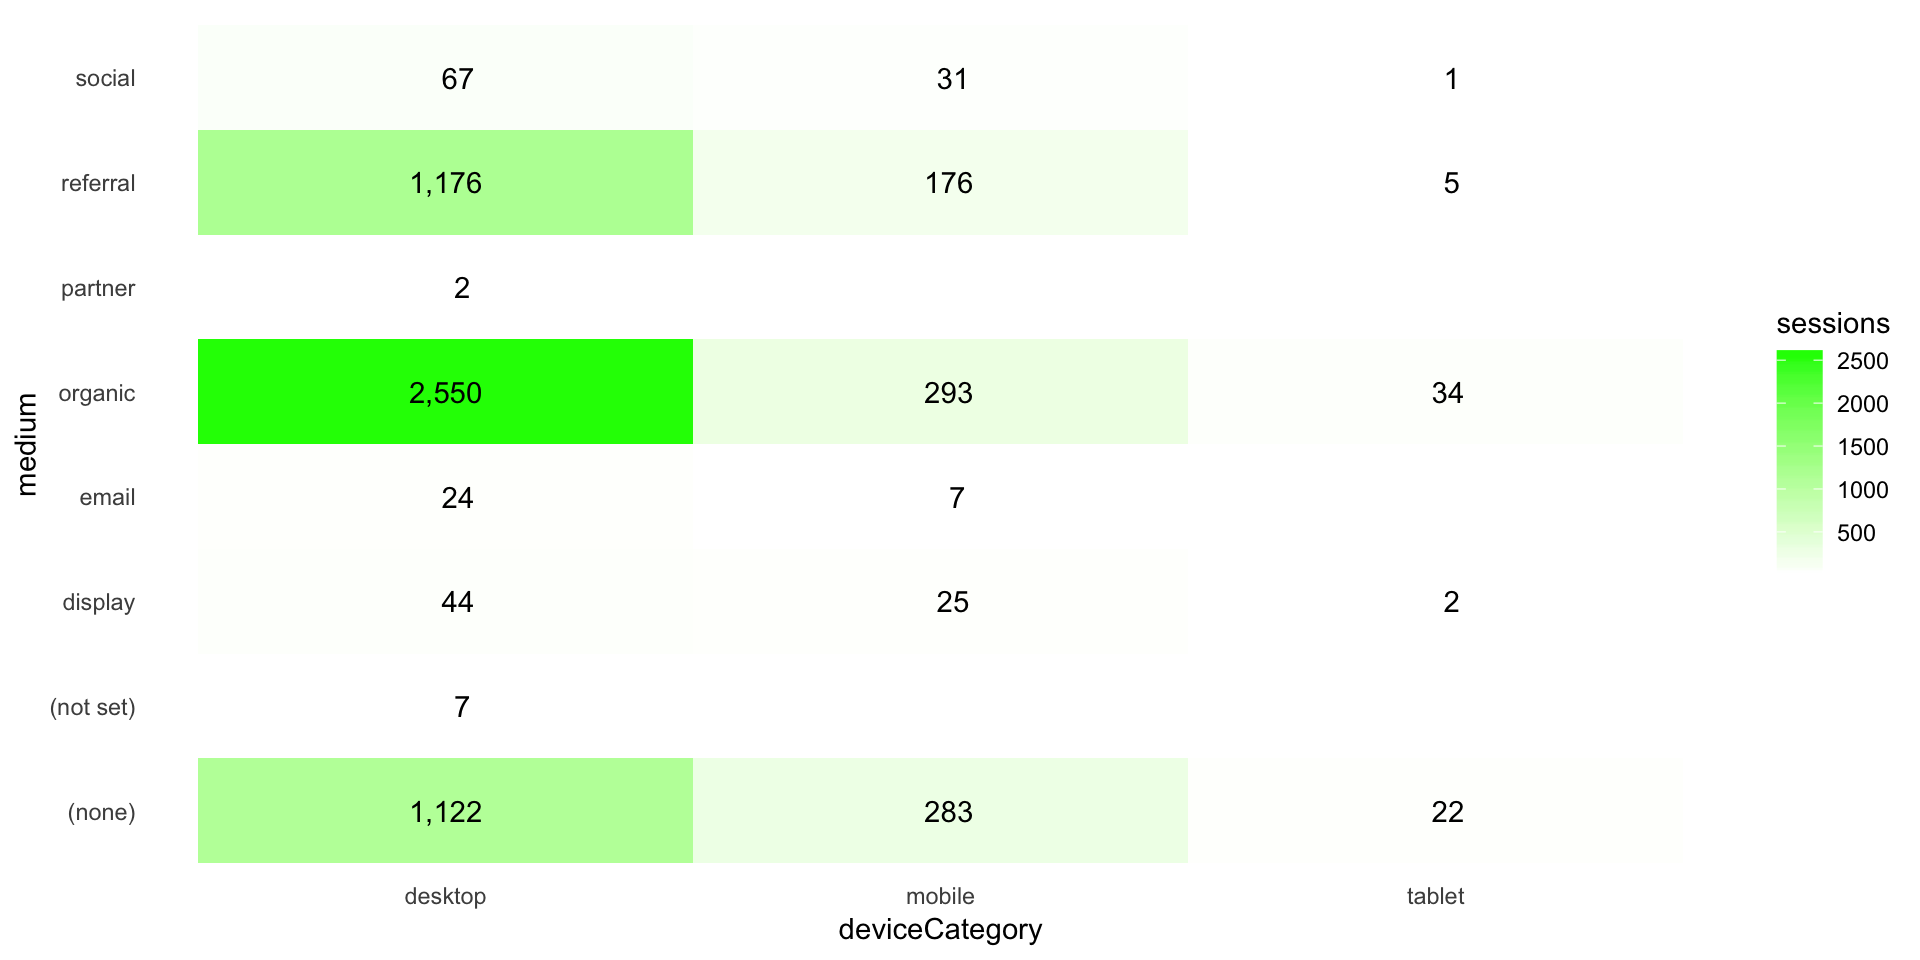 social 67 31 1
referral 1,176 176 5
partner 2
organic 2,550 293 34
email 24 7
display 44 25 2
(not set) 7
(none) 1,122 283 22
desktop mobile tablet
deviceCategory
medium
sessions
2500
2000
1500
1000
500